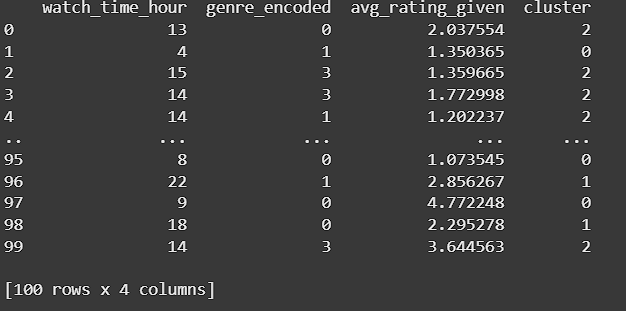 watch_time_hour genre_encoded avg_rating_given cluster
0 13 0 2.037554 2
1 4 1 1.350365 0
2 15 3 1.359665 2
3 14 3 1.772998 2
4 14 1 1.202237 2
.. ... ... ... ...
95 8 0 1.073545 0
96 22 1 2.856267 1
97 9 0 4.772248 0
98 18 0 2.295278 1
99 14 3 3.644563 2
[100 rows x 4 columns]